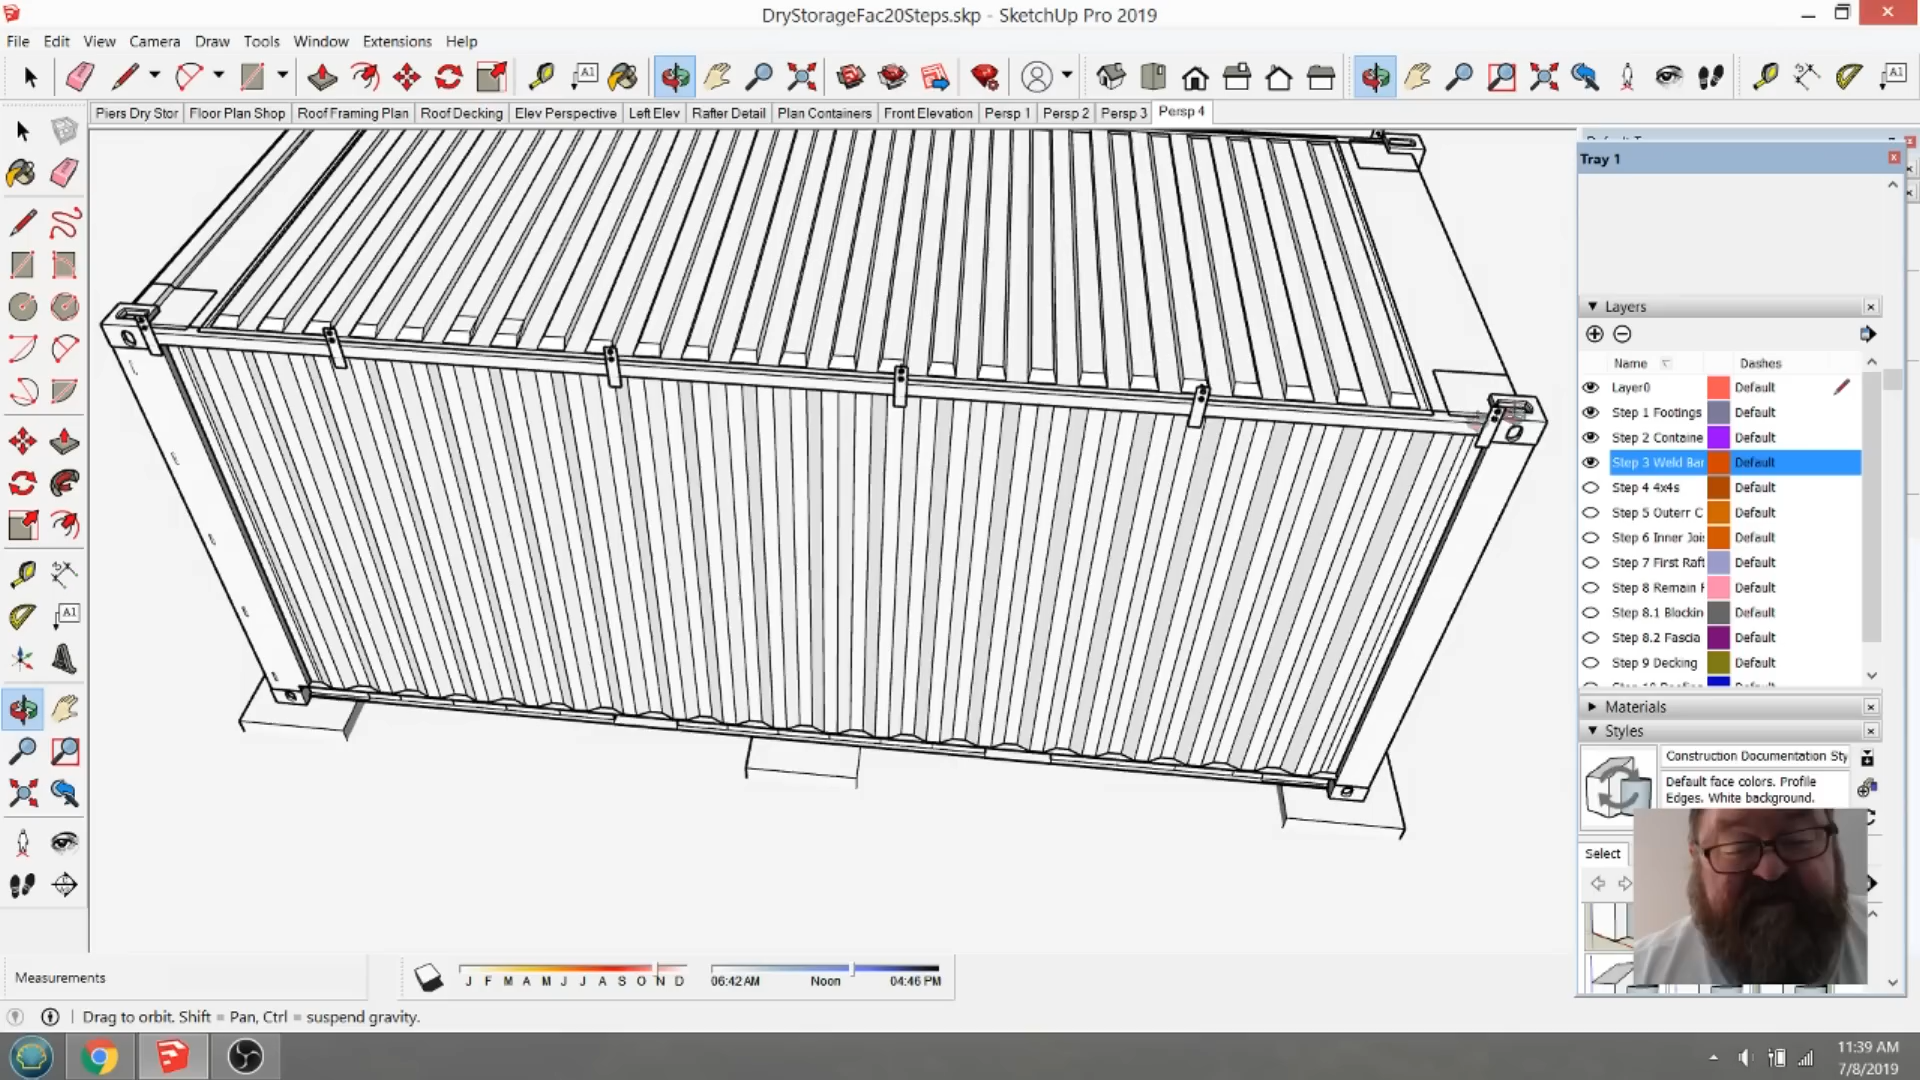 DryStorageFac20Steps.skp - SketchUp Pro 2019
File Edit View Camera Draw Tools Window Extensions Help
A1
A1
Piers Dry Stor Floor Plan Shop Roof Framing Plan Roof Decking Elev Perspective Left Elev Rafter Detail Plan Containers Front Elevation Persp 1 Persp 2 Persp 3 Persp 4
Tray 1
Layers
Name Dashes
Layer0 Default
Step 1 Footings Default
Step 2 Containe Default
Step 3 Weld Bar Default
Step 4 4x4s Default
Step 5 Outerr C Default
Step 6 Inner Joi Default
Step 7 First Raft Default
Step 8 Remain Default
Step 8.1 Blockin Default
Step 8.2 Fascia Default
Step 9 Decking Default
A1
Materials
Styles
Construction Documentation Sty
Default face colors. Profile
Edges. White background.
Select
Measurements
J F M A M J J A S O N D
06:42 AM Noon 04:46 PM
Drag to orbit. Shift = Pan, Ctrl = suspend gravity.
11:39 AM
7/8/2019